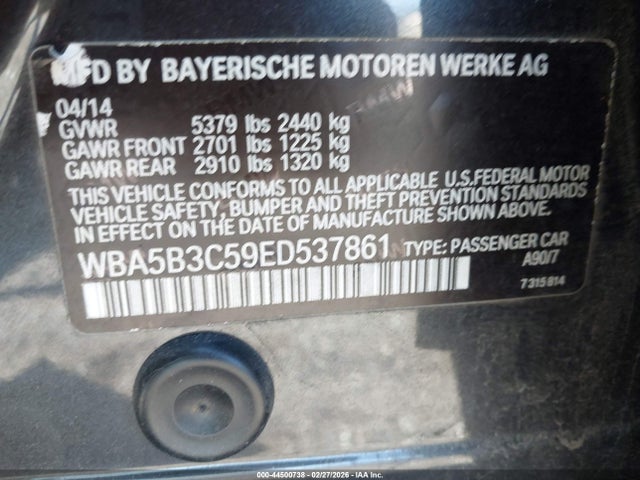 MFD BY BAYERISCHE MOTOREN WERKE AG
04/14
GVWR 5379 lbs 2440 kg
GAWR FRONT 2701 lbs 1225 kg
GAWR REAR 2910 lbs 1320 kg
THIS VEHICLE CONFORMS TO ALL APPLICABLE U.S.FEDERAL MOTOR
VEHICLE SAFETY, BUMPER AND THEFT PREVENTION STANDARDS IN
EFFECT ON THE DATE OF MANUFACTURE SHOWN ABOVE.
WBA5B3C59ED537861 TYPE: PASSENGER CAR
A90/7
7315814
000-44500738 - 02/27/2026 - COPYRIGHT IAA, LLC.